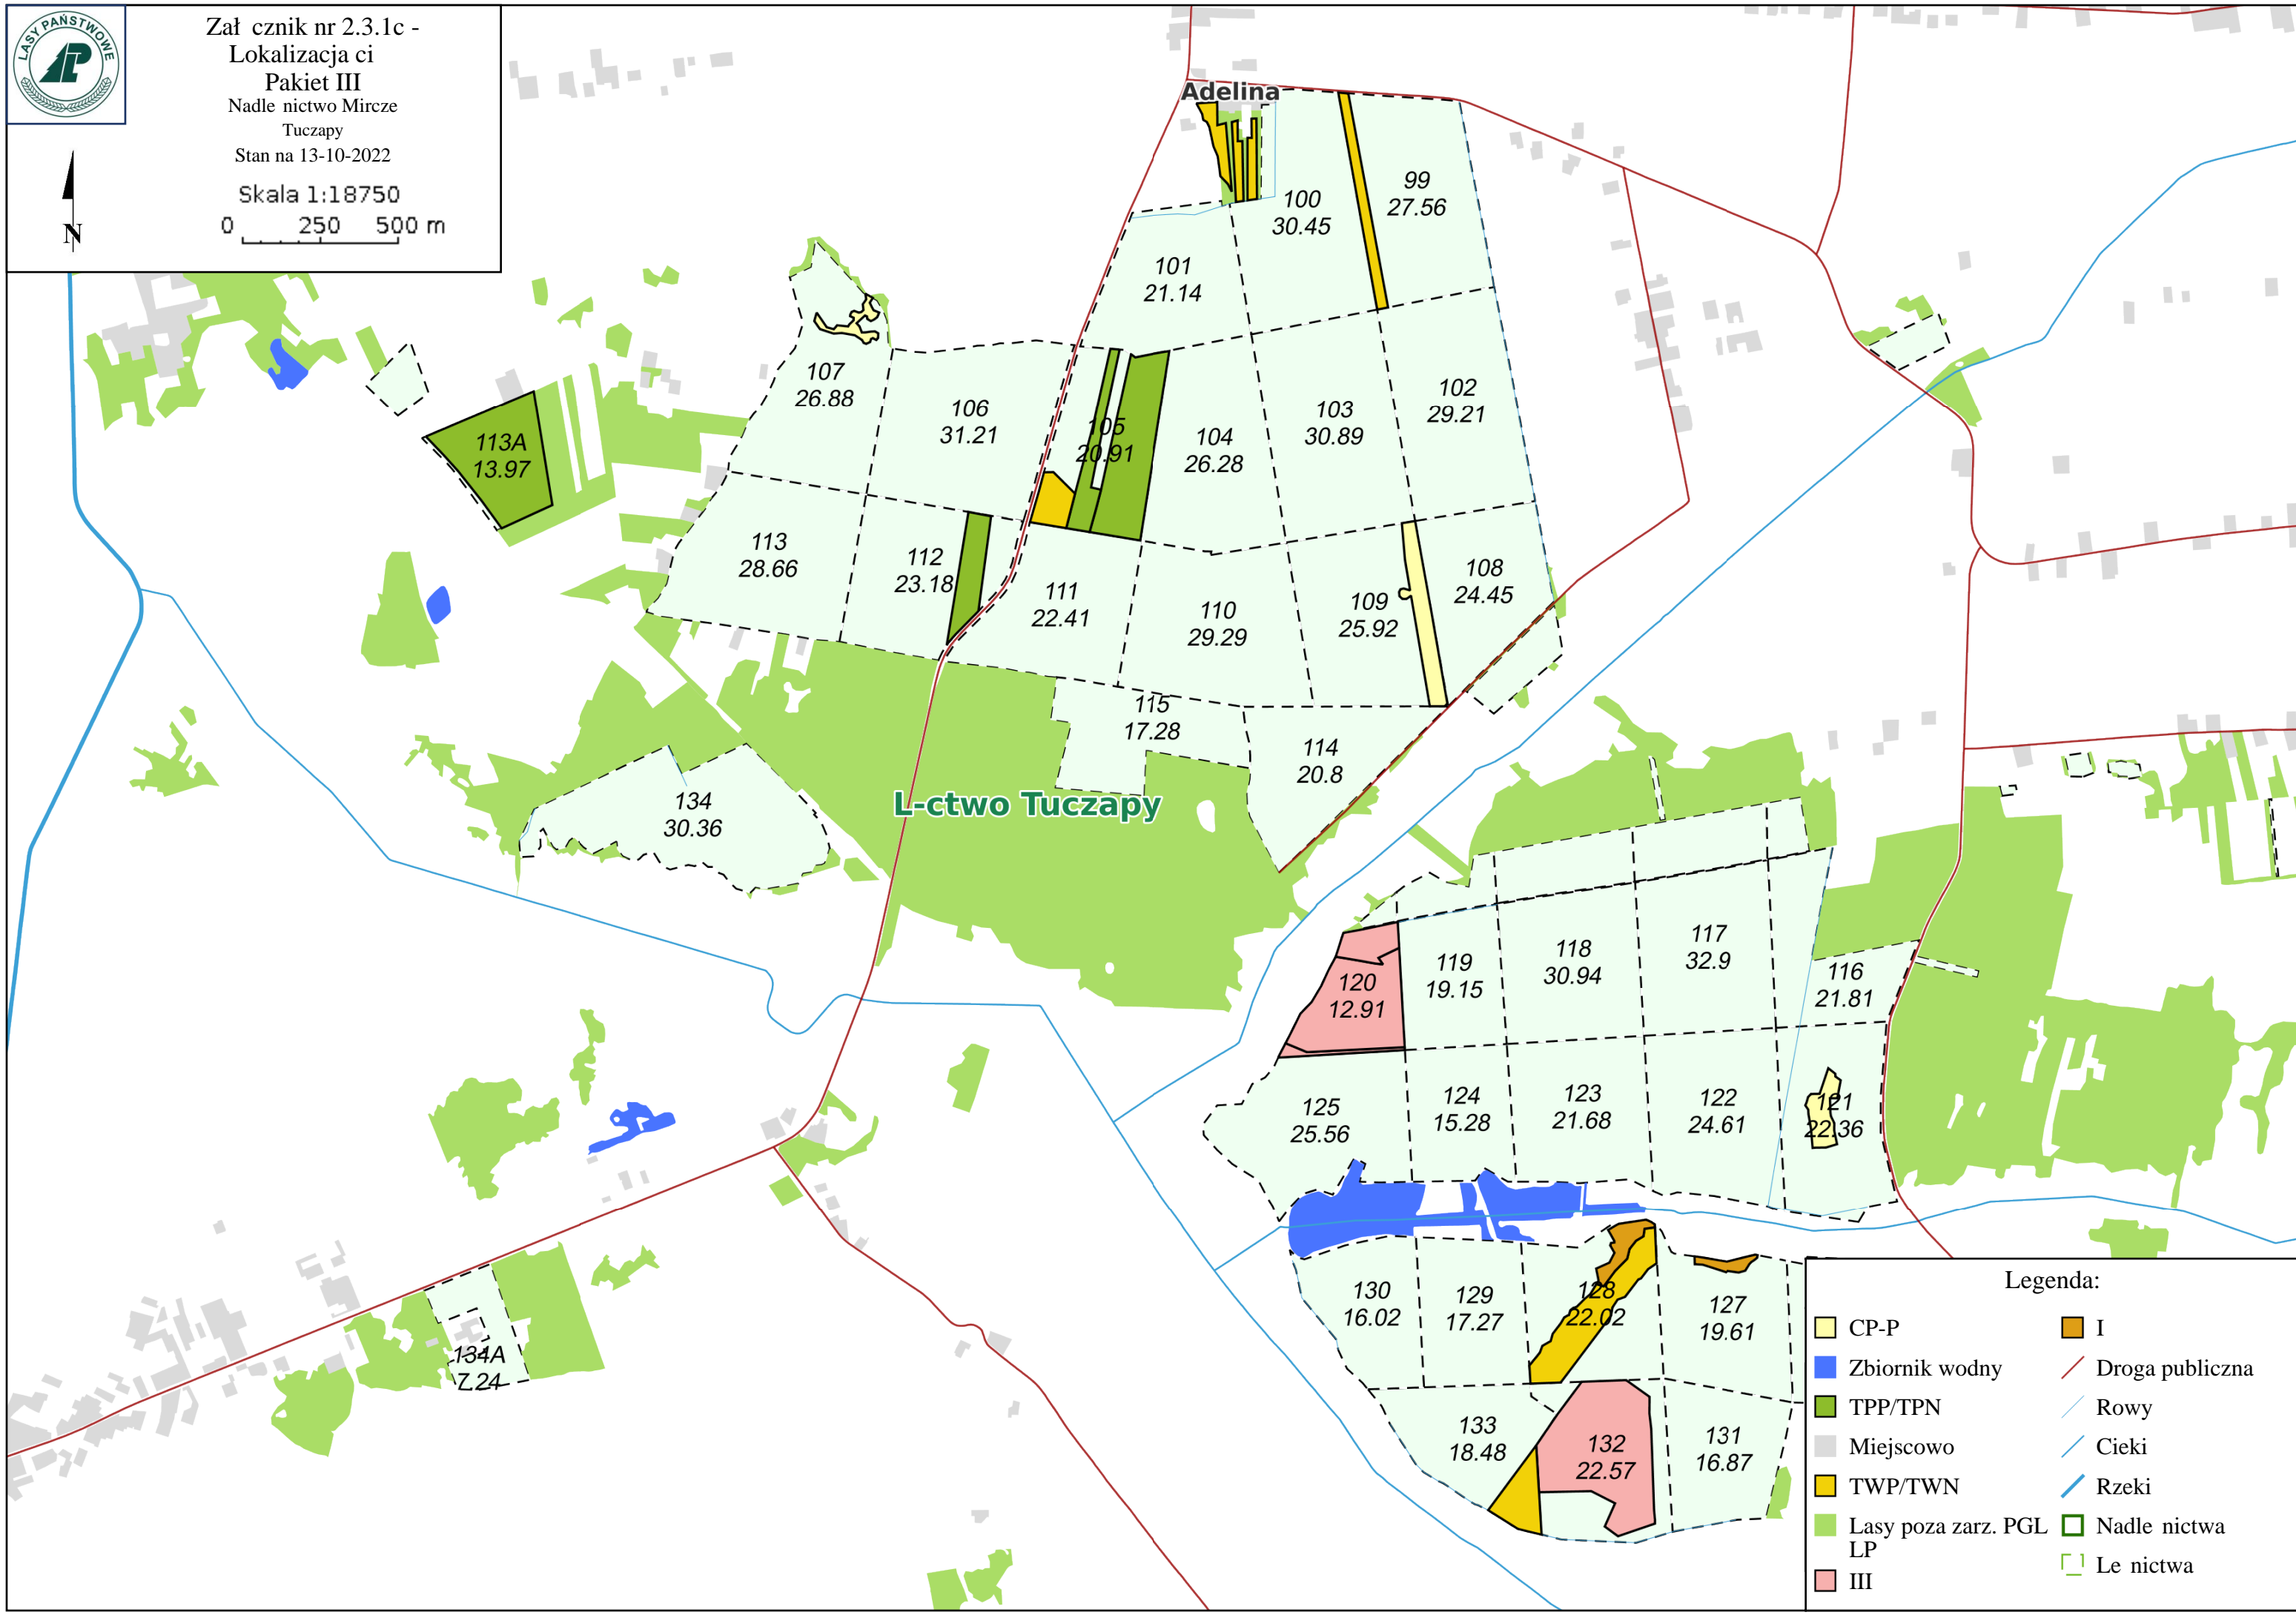 LASY PAŃSTWOWE
LP
Zał cznik nr 2.3.1c -
Lokalizacja ci
Pakiet III
Nadle nictwo Mircze
Tuczapy
Stan na 13-10-2022
Skala 1:18750
0 250 500 m
N
Adelina
99
27.56
100
30.45
101
21.14
107
26.88
106
31.21
105
20.91
104
26.28
103
30.89
102
29.21
113A
13.97
113
28.66
112
23.18
111
22.41
110
29.29
109
25.92
108
24.45
115
17.28
114
20.8
134
30.36
L-ctwo Tuczapy
120
12.91
119
19.15
118
30.94
117
32.9
116
21.81
125
25.56
124
15.28
123
21.68
122
24.61
121
22.36
130
16.02
129
17.27
128
22.02
127
19.61
134A
7.24
133
18.48
132
22.57
131
16.87
Legenda:
CP-P
Zbiornik wodny
TPP/TPN
Miejscowo
TWP/TWN
Lasy poza zarz. PGL
LP
III
I
Droga publiczna
Rowy
Cieki
Rzeki
Nadle nictwa
Le nictwa